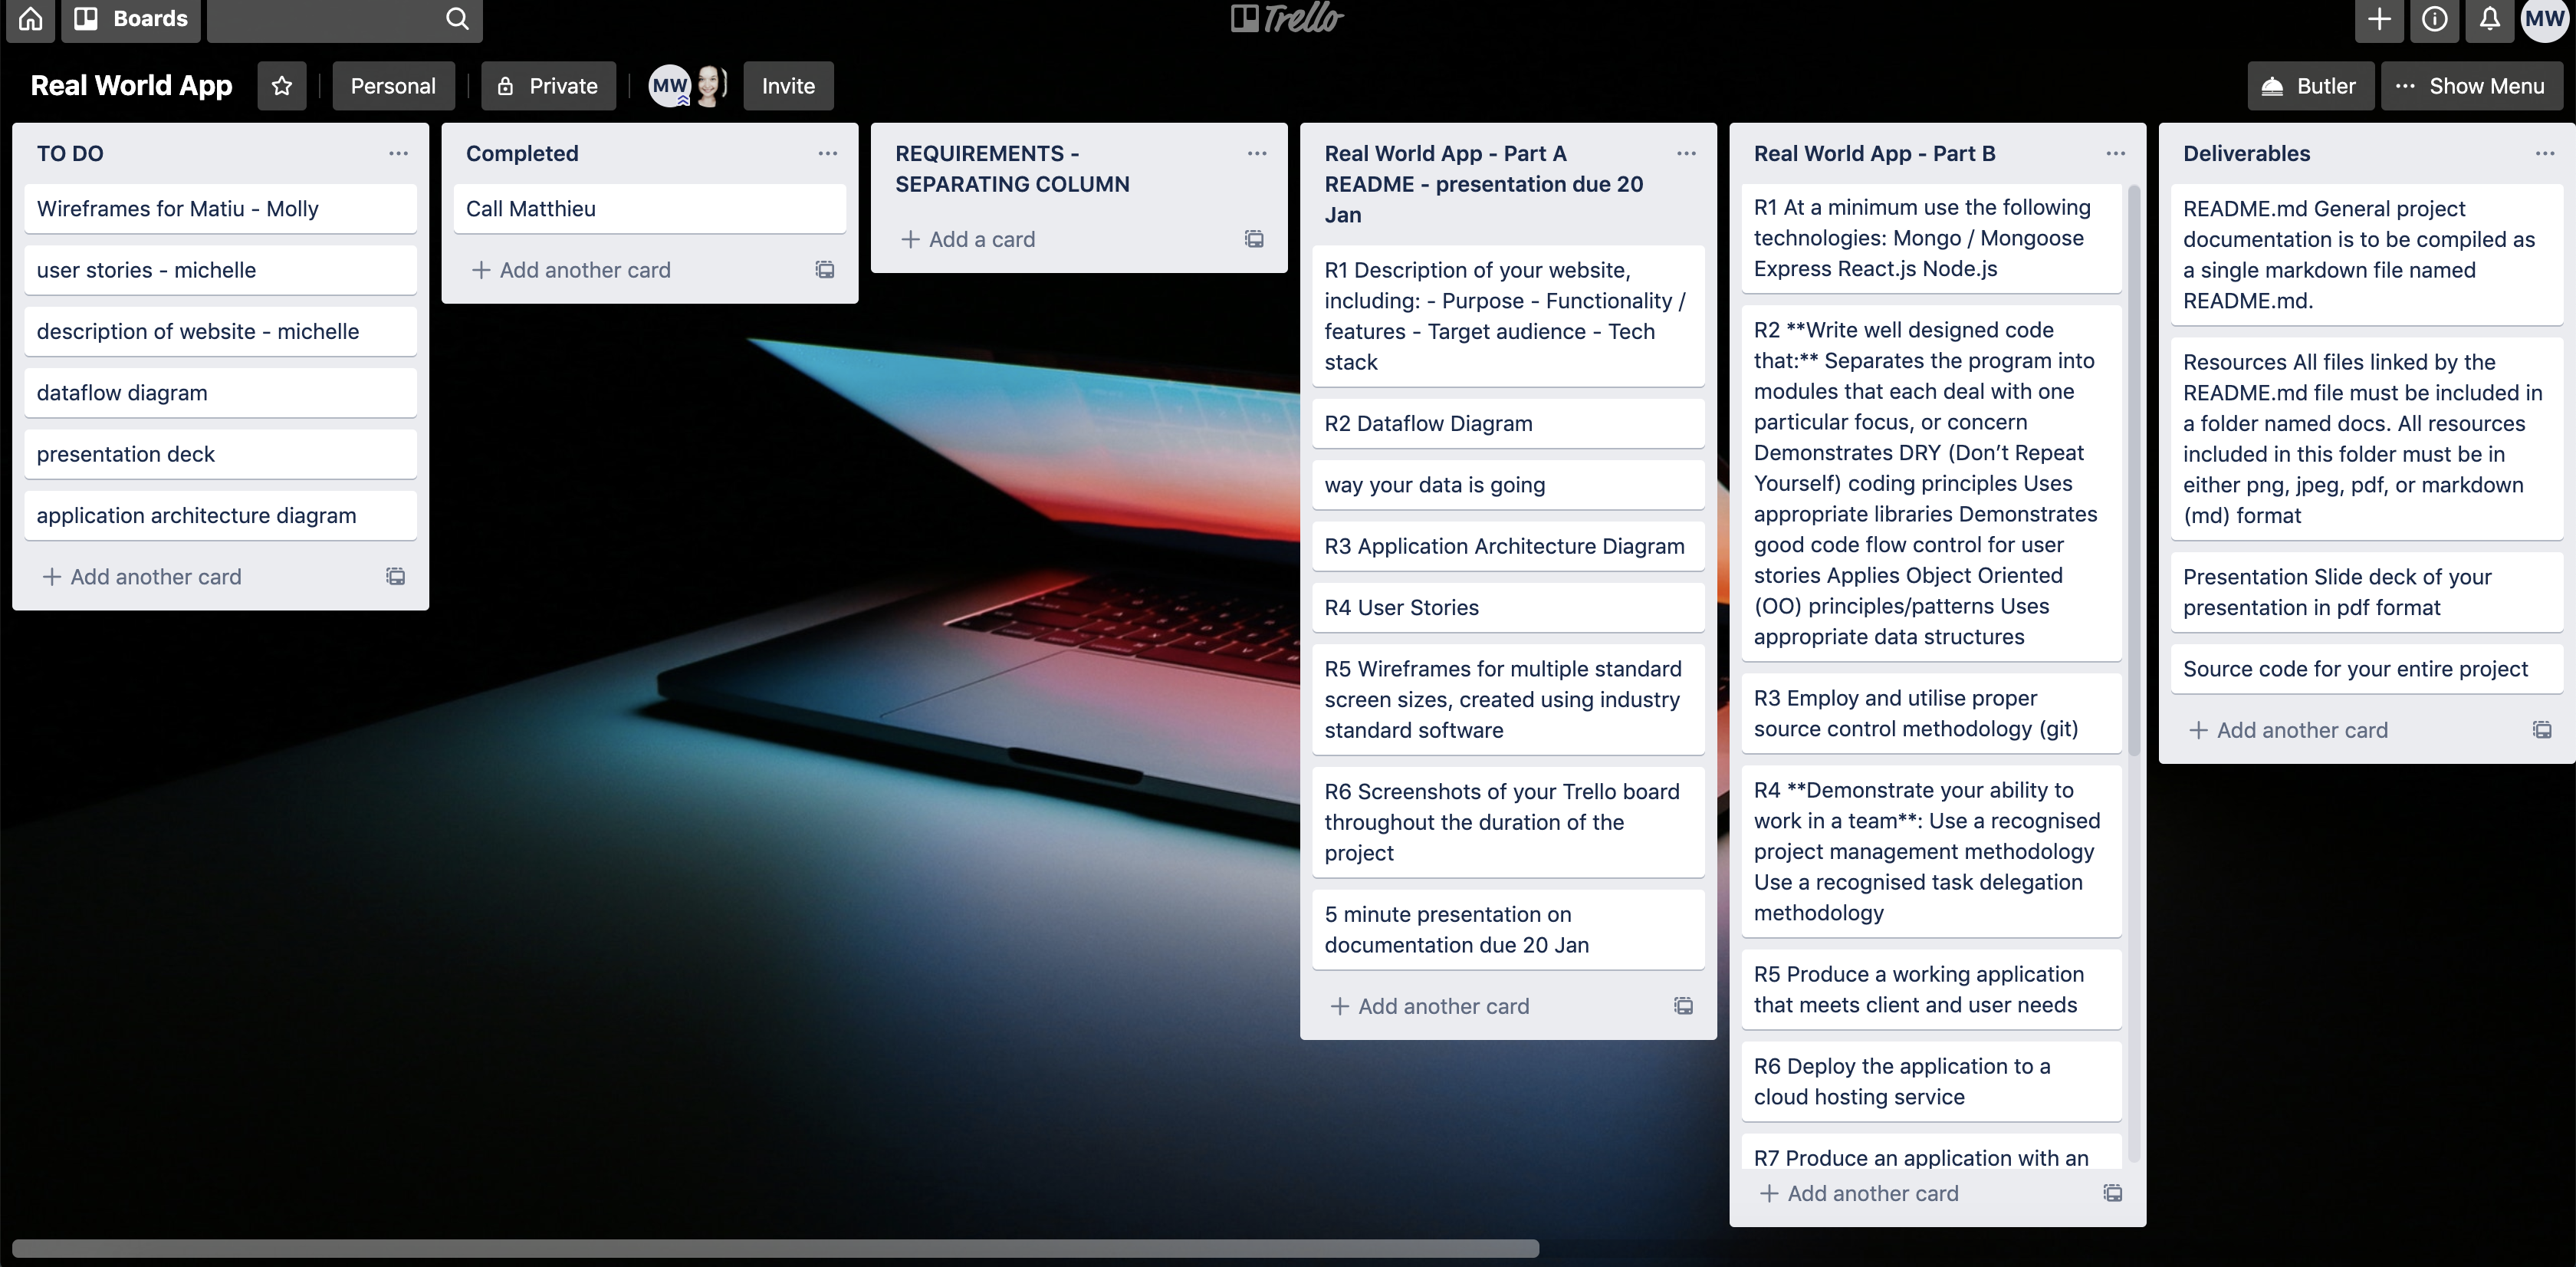 Boards
Trello
MW
Real World App
Personal
Private
MW
Invite
Butler
Show Menu
TO DO
Wireframes for Matiu - Molly
user stories - michelle
description of website - michelle
dataflow diagram
presentation deck
application architecture diagram
Add another card
Completed
Call Matthieu
Add another card
REQUIREMENTS -
SEPARATING COLUMN
Add a card
Real World App - Part A
README - presentation due 20
Jan
R1 Description of your website,
including: - Purpose - Functionality /
features - Target audience - Tech
stack
R2 Dataflow Diagram
way your data is going
R3 Application Architecture Diagram
R4 User Stories
R5 Wireframes for multiple standard
screen sizes, created using industry
standard software
R6 Screenshots of your Trello board
throughout the duration of the
project
5 minute presentation on
documentation due 20 Jan
Add another card
Real World App - Part B
R1 At a minimum use the following
technologies: Mongo / Mongoose
Express React.js Node.js
R2 **Write well designed code
that:** Separates the program into
modules that each deal with one
particular focus, or concern
Demonstrates DRY (Don’t Repeat
Yourself) coding principles Uses
appropriate libraries Demonstrates
good code flow control for user
stories Applies Object Oriented
(OO) principles/patterns Uses
appropriate data structures
R3 Employ and utilise proper
source control methodology (git)
R4 **Demonstrate your ability to
work in a team**: Use a recognised
project management methodology
Use a recognised task delegation
methodology
R5 Produce a working application
that meets client and user needs
R6 Deploy the application to a
cloud hosting service
R7 Produce an application with an
Add another card
Deliverables
README.md General project
documentation is to be compiled as
a single markdown file named
README.md.
Resources All files linked by the
README.md file must be included in
a folder named docs. All resources
included in this folder must be in
either png, jpeg, pdf, or markdown
(md) format
Presentation Slide deck of your
presentation in pdf format
Source code for your entire project
Add another card